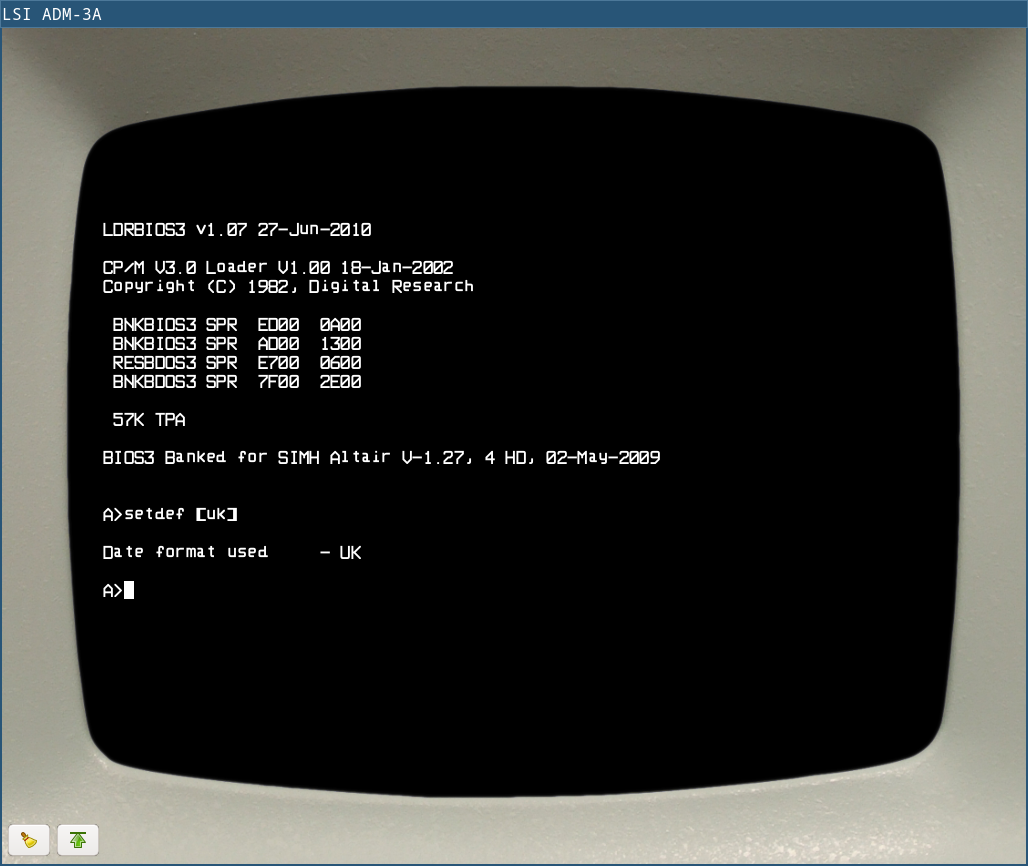 LSI ADM-3A
LDRBIOS3 v1.07 27-Jun-2010
CP/M V3.0 Loader V1.00 18-Jan-2002
Copyright (C) 1982, Digital Research
BNKBIOS3 SPR  ED00  0A00
BNKBIOS3 SPR  AD00  1300
RESBDOS3 SPR  E700  0600
BNKBDOS3 SPR  7F00  2E00
57K TPA
BIOS3 Banked for SIMH Altair V-1.27, 4 HD, 02-May-2009
A>setdef [uk]
Date format used     - UK
A>